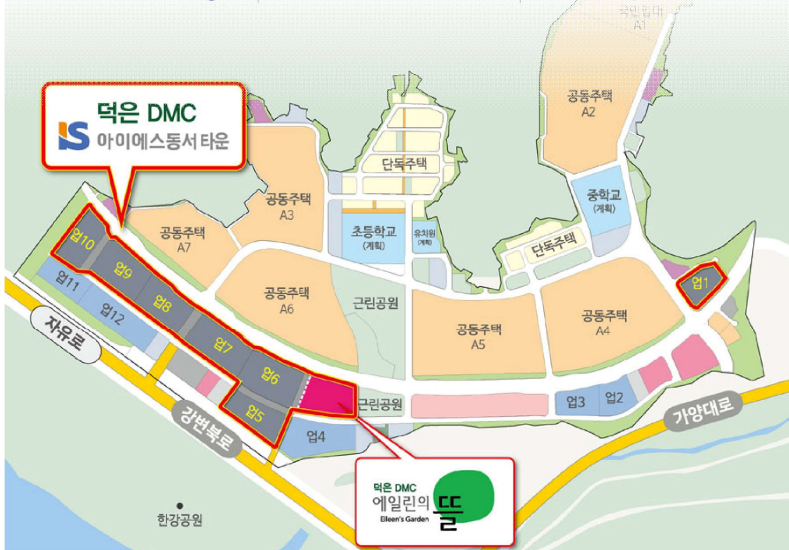 국민임대
A1
공동주택
A2
덕은 DMC
IS 아이에스동서 타운
단독주택
중학교
(계획)
공동주택
A3
초등학교
(계획)
유치원
(계획)
공동주택
A7
단독주택
업10
업9
업8
업7
업6
업5
업11
업12
업1
공동주택
A6
근린공원
공동주택
A5
공동주택
A4
자유로
강변북로
근린공원
업4
업3
업2
가양대로
덕은 DMC
에일린의
뜰
Eileen's Garden
한강공원